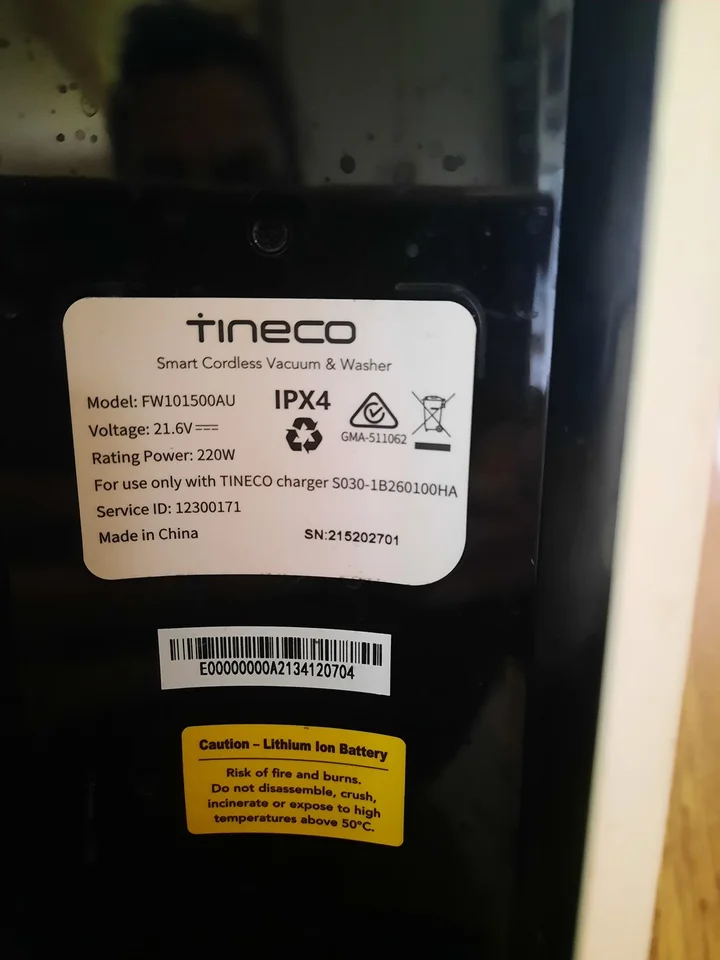 TINECO
Smart Cordless Vacuum & Washer
Model: FW101500AU
IPX4
Voltage: 21.6V
GMA-511062
Rating Power: 220W
For use only with TINECO charger S030-1B260100HA
Service ID: 12300171
Made in China
SN:215202701
E00000000A2134120704
Caution – Lithium Ion Battery
Risk of fire and burns.
Do not disassemble, crush,
incinerate or expose to high
temperatures above 50°C.